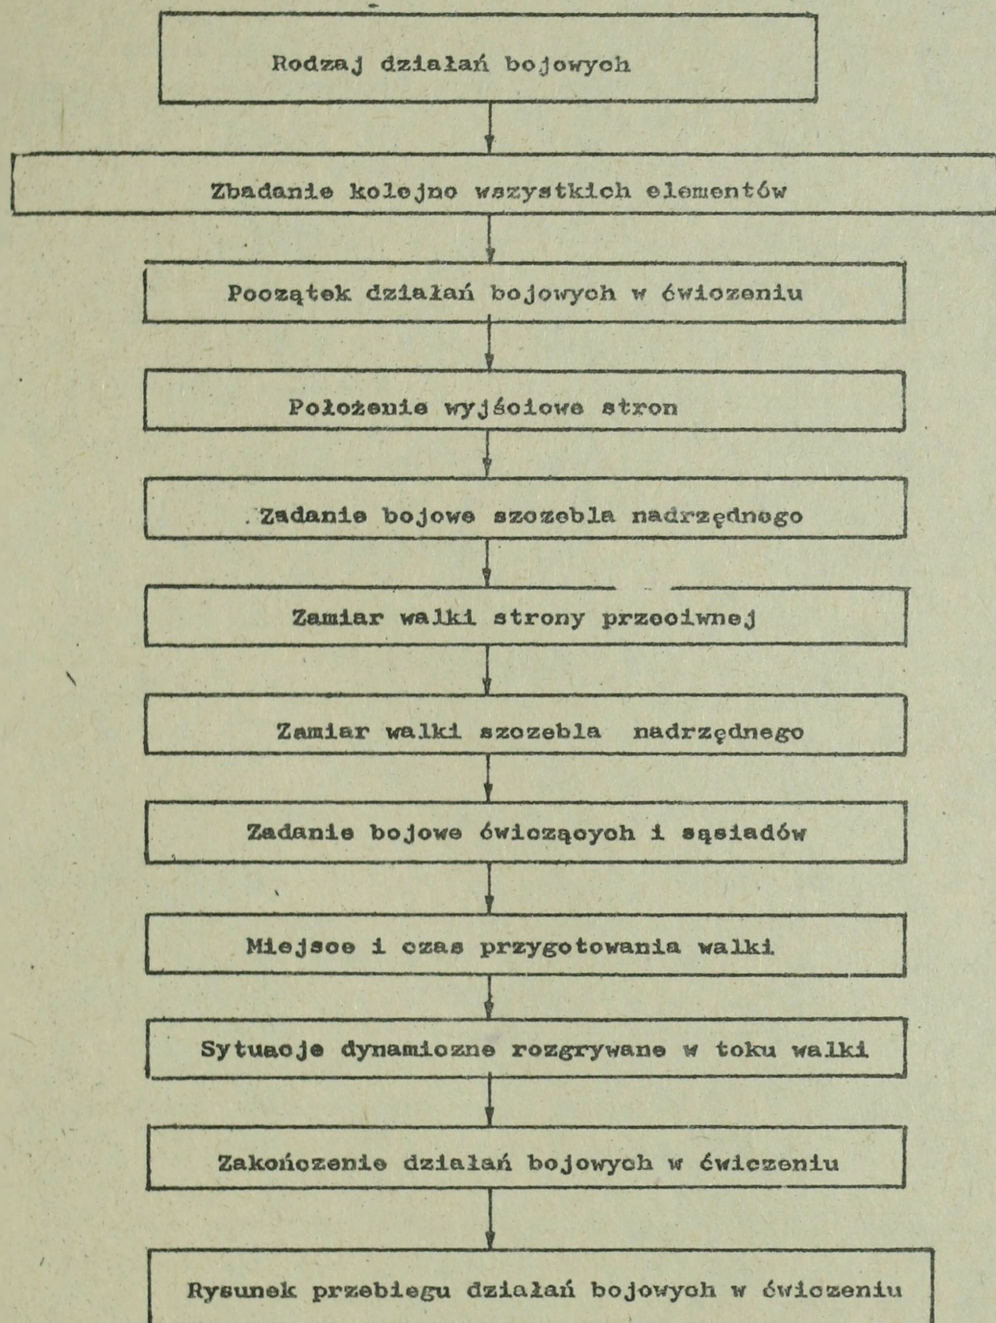 Rodzaj działań bojowych
Zbadanie kolejno wszystkich elementów
Początek działań bojowych w ćwiczeniu
Położenie wyjściowe stron
Zadanie bojowe szczebla nadrzędnego
Zamiar walki strony przeciwnej
Zamiar walki szczebla nadrzędnego
Zadanie bojowe ćwiczących i sąsiadów
Miejsce i czas przygotowania walki
Sytuacje dynamiczne rozgrywane w toku walki
Zakończenie działań bojowych w ćwiczeniu
Rysunek przebiegu działań bojowych w ćwiczeniu